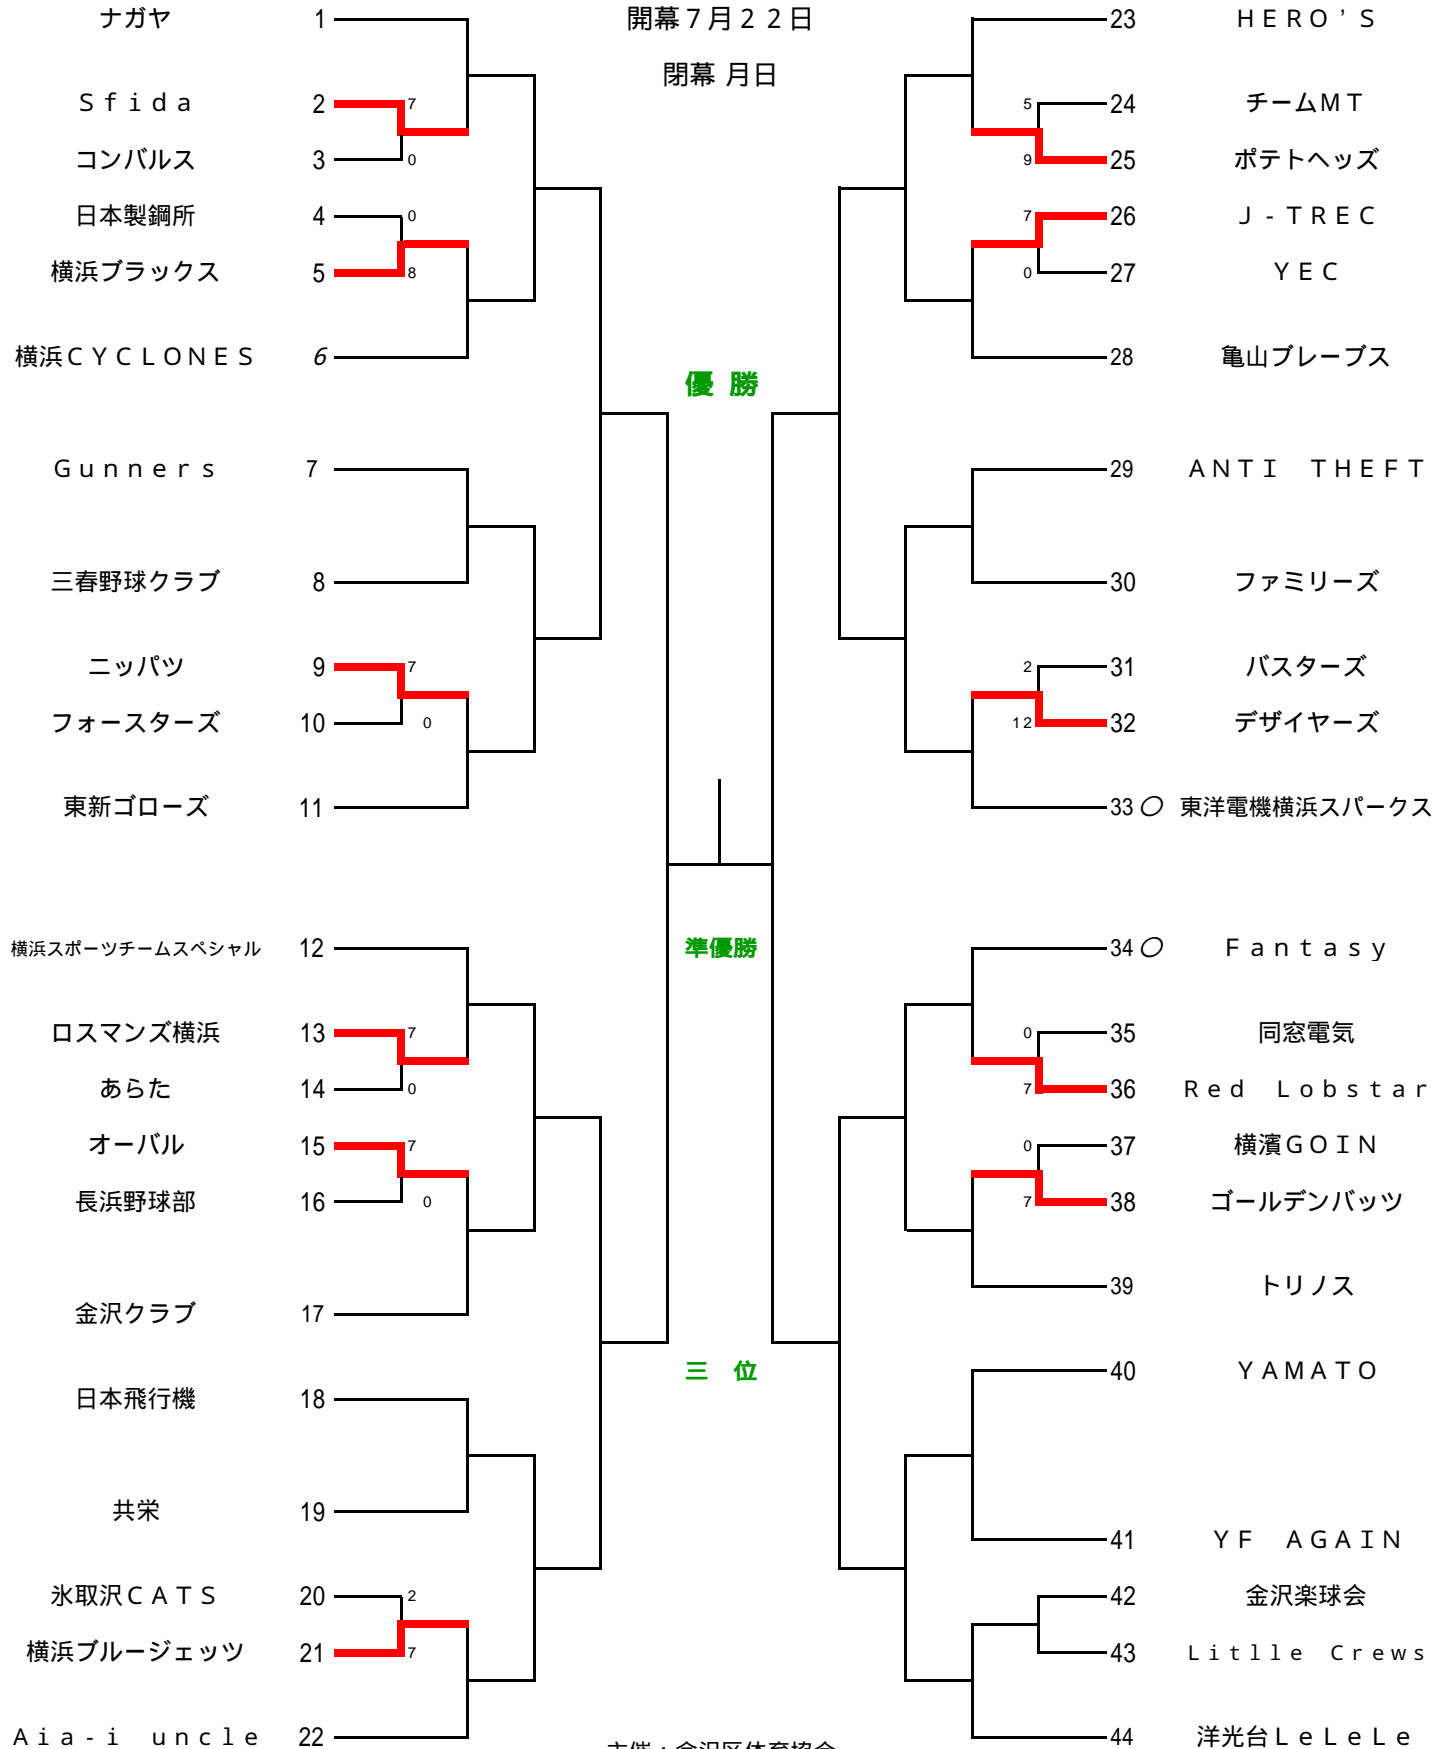 開幕７月２２日
閉幕 月日
ナガヤ 1
Ｓｆｉｄａ 2 7
コンバルス 3 0
日本製鋼所 4 0
横浜ブラックス 5 8
横浜ＣＹＣＬＯＮＥＳ 6
Ｇｕｎｎｅｒｓ 7
三春野球クラブ 8
ニッパツ 9 7
フォースターズ 10 0
東新ゴローズ 11
横浜スポーツチームスペシャル 12
ロスマンズ横浜 13 7
あらた 14 0
オーバル 15 7
長浜野球部 16 0
金沢クラブ 17
日本飛行機 18
共栄 19
氷取沢ＣＡＴＳ 20 2
横浜ブルージェッツ 21 7
Ａｉａ-ｉ ｕｎｃｌｅ 22
優 勝
準優勝
三 位
23 ＨＥＲＯ’Ｓ
5 24 チームＭＴ
9 25 ポテトヘッズ
7 26 Ｊ-ＴＲＥＣ
0 27 ＹＥＣ
28 亀山ブレーブス
29 ＡＮＴＩ ＴＨＥＦＴ
30 ファミリーズ
2 31 バスターズ
12 32 デザイヤーズ
33 〇 東洋電機横浜スパークス
34 〇 Ｆａｎｔａｓｙ
0 35 同窓電気
7 36 Ｒｅｄ Ｌｏｂｓｔａｒ
0 37 横濱ＧＯＩＮ
7 38 ゴールデンバッツ
39 トリノス
40 ＹＡＭＡＴＯ
41 ＹＦ ＡＧＡＩＮ
42 金沢楽球会
43 Ｌｉｔｌｌｅ Ｃｒｅｗｓ
44 洋光台ＬｅＬｅＬｅ
主催：金沢区体育協会